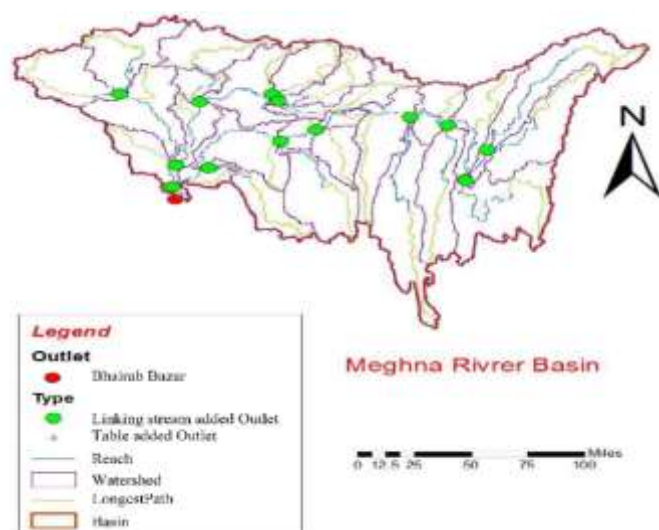 N
Legend
Outlet
Bhairab Bazar
Type
Linking stream added Outlet
Table added Outlet
Reach
Watershed
LongestPath
Basin
Meghna Rivrer Basin
Miles
0 12.5 25 50 75 100